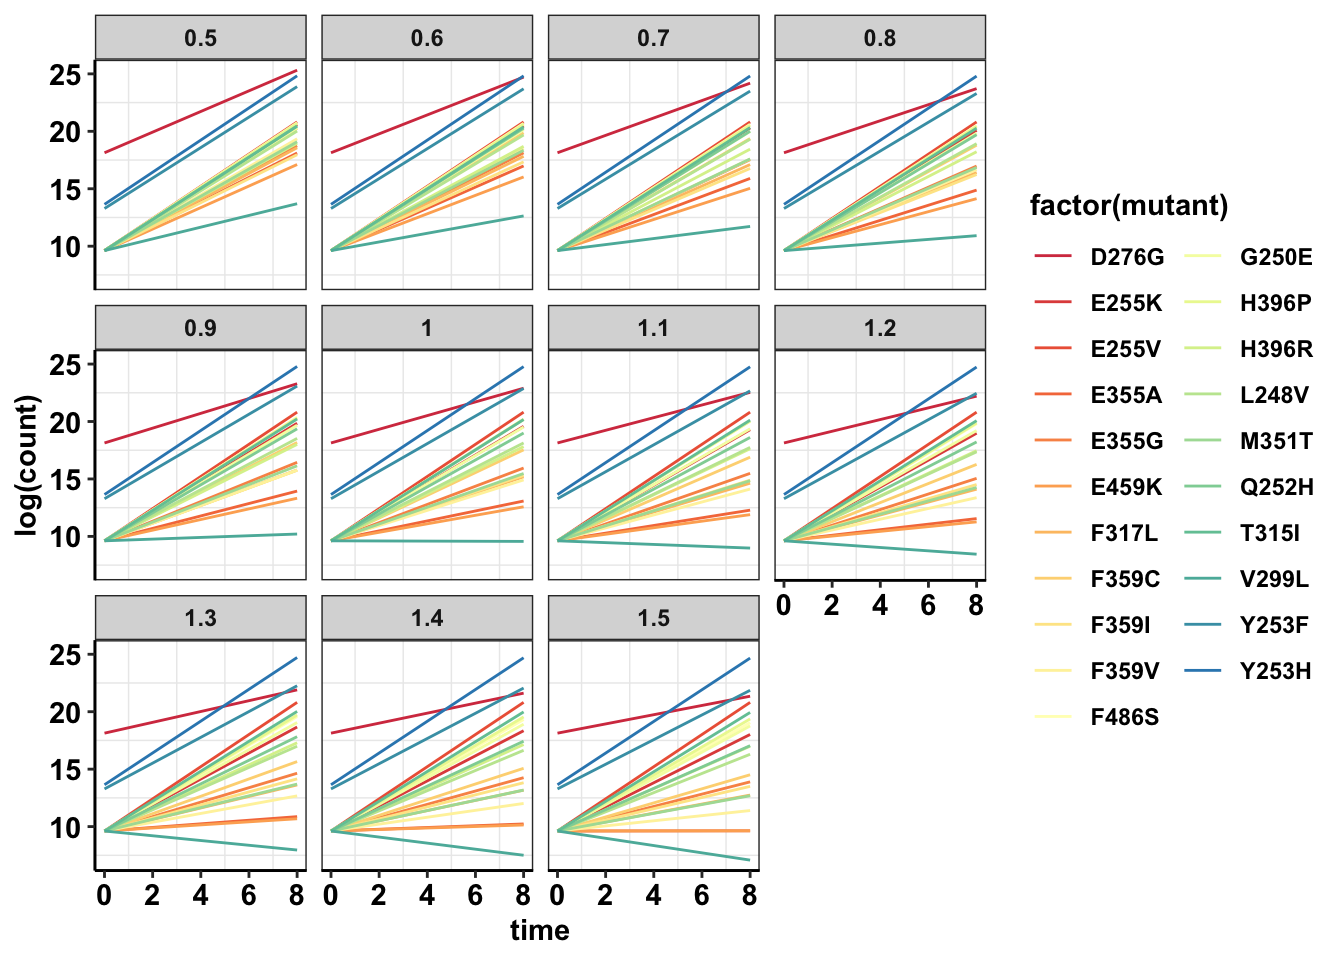 0.5 0.6 0.7 0.8
25
20
15
10
0.9 1 1.1 1.2
25
20
15
10
0 2 4 6 8
1.3 1.4 1.5
25
20
15
10
0 2 4 6 8 0 2 4 6 8 0 2 4 6 8
time
log(count)
factor(mutant)
D276G G250E
E255K H396P
E255V H396R
E355A L248V
E355G M351T
E459K Q252H
F317L T315I
F359C V299L
F359I Y253F
F359V Y253H
F486S